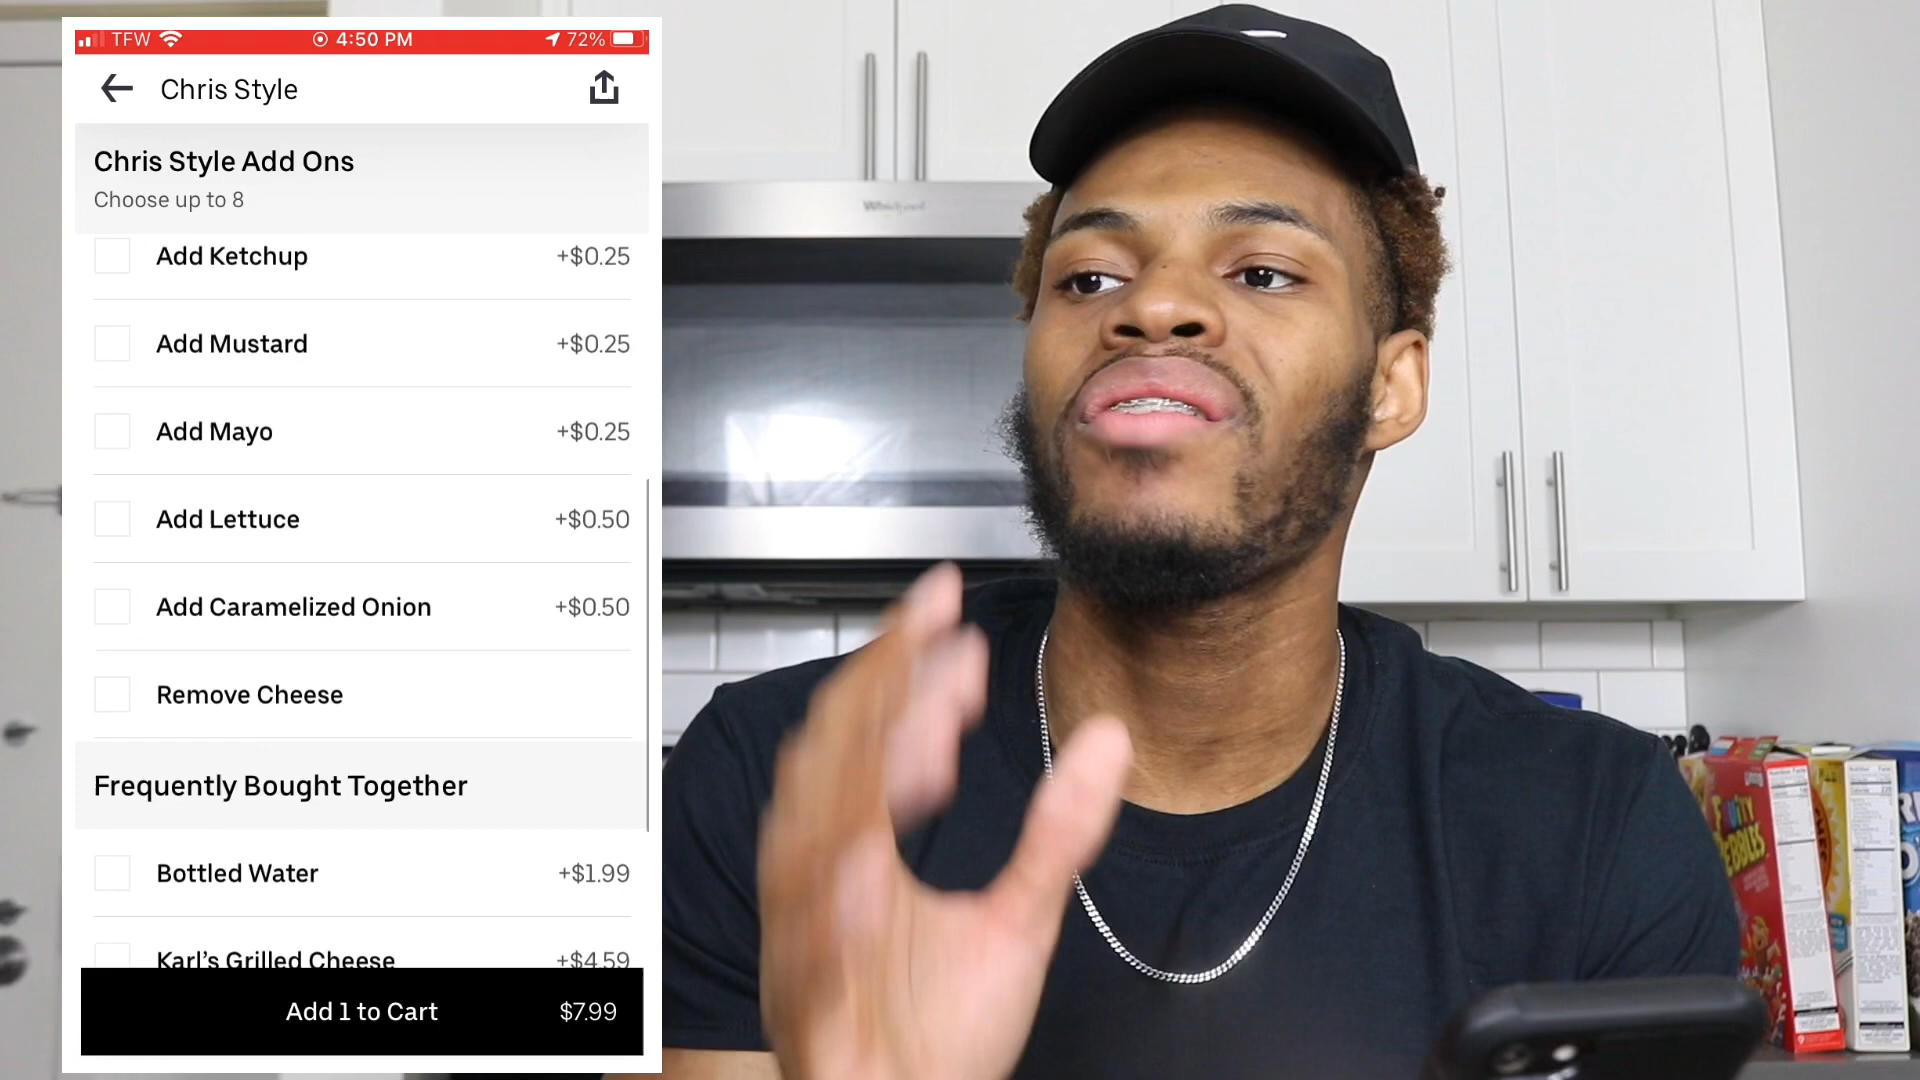 TFW 4:50 PM 72%
Chris Style
Chris Style Add Ons
Choose up to 8
Add Ketchup +$0.25
Add Mustard +$0.25
Add Mayo +$0.25
Add Lettuce +$0.50
Add Caramelized Onion +$0.50
Remove Cheese
Frequently Bought Together
Bottled Water +$1.99
Karl's Grilled Cheese +$4.59
Add 1 to Cart $7.99
Whirlpool